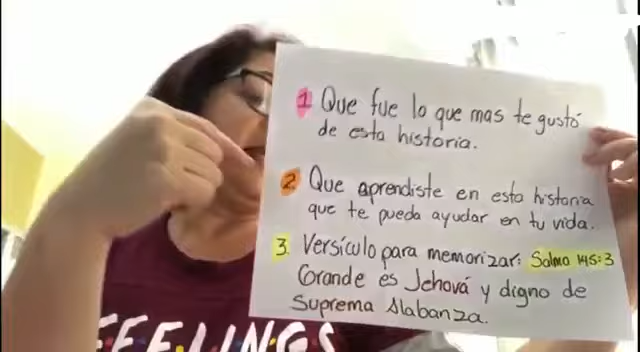 1 Que fue lo que mas te gustó
de esta historia.
2. Que aprendiste en esta historia
que te pueda ayudar en tu vida.
3. Versículo para memorizar: Salmo 145:3
Grande es Jehová y digno de
Suprema Alabanza.
FEELINGS